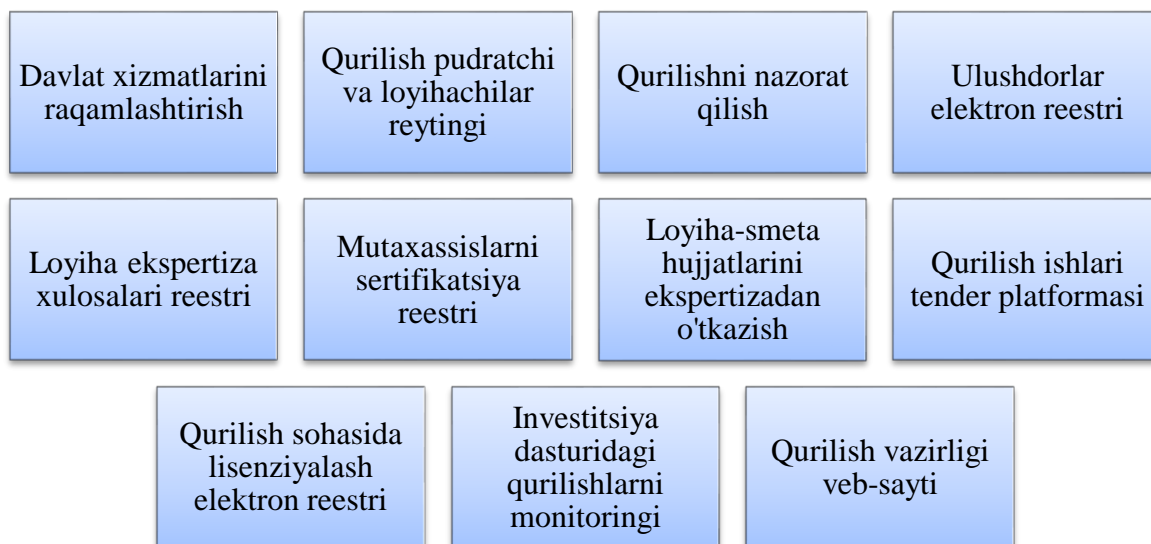 Davlat xizmatlarini
raqamlashtirish
Qurilish pudratchi
va loyihachilar
reytingi
Qurilishni nazorat
qilish
Ulushdorlar
elektron reestri
Loyiha ekspertiza
xulosalari reestri
Mutaxassislarni
sertifikatsiya
reestri
Loyiha-smeta
hujjatlarini
ekspertizadan
o'tkazish
Qurilish ishlari
tender platformasi
Qurilish sohasida
lisenziyalash
elektron reestri
Investitsiya
dasturidagi
qurilishlarni
monitoringi
Qurilish vazirligi
veb-sayti